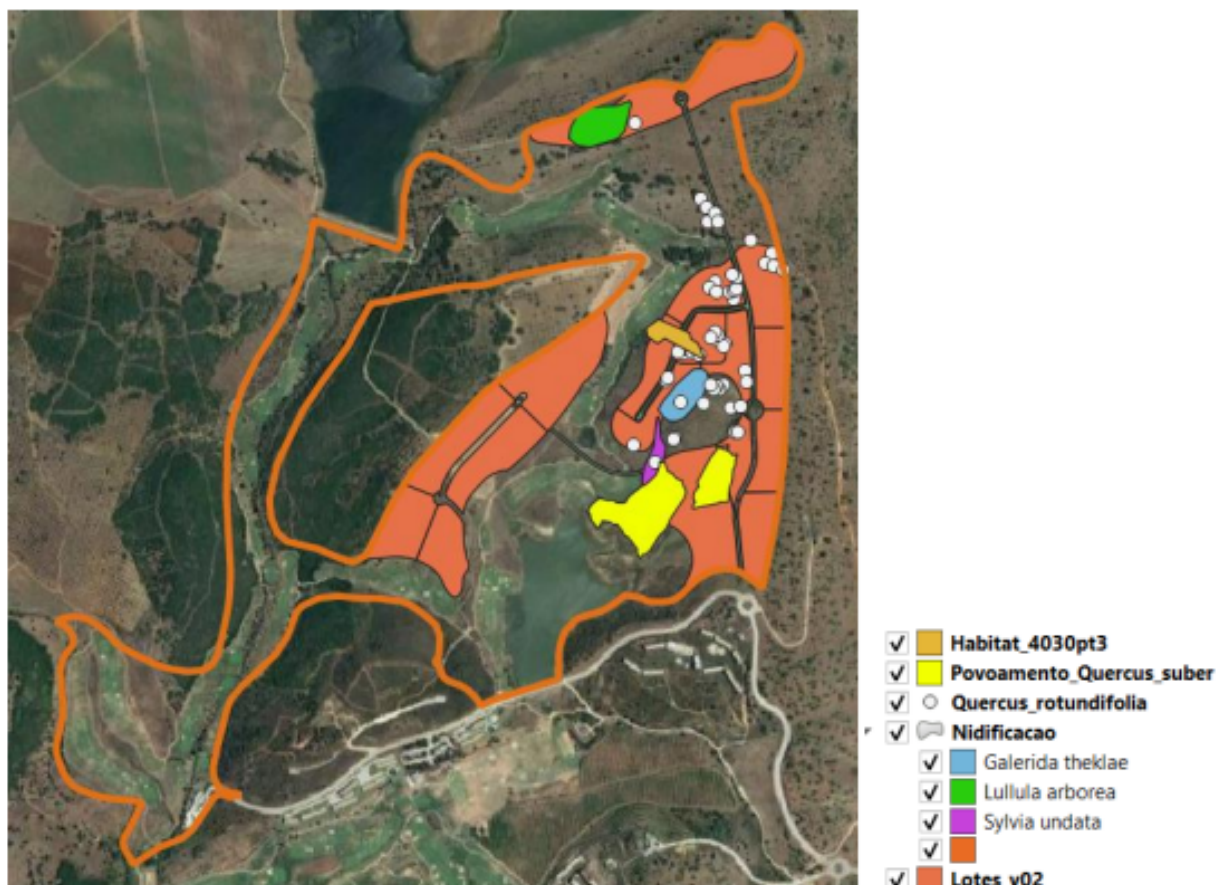 Habitat_4030pt3
Povoamento_Quercus_suber
Quercus_rotundifolia
Nidificacao
Galerida theklae
Lullula arborea
Sylvia undata
Lotes_v02